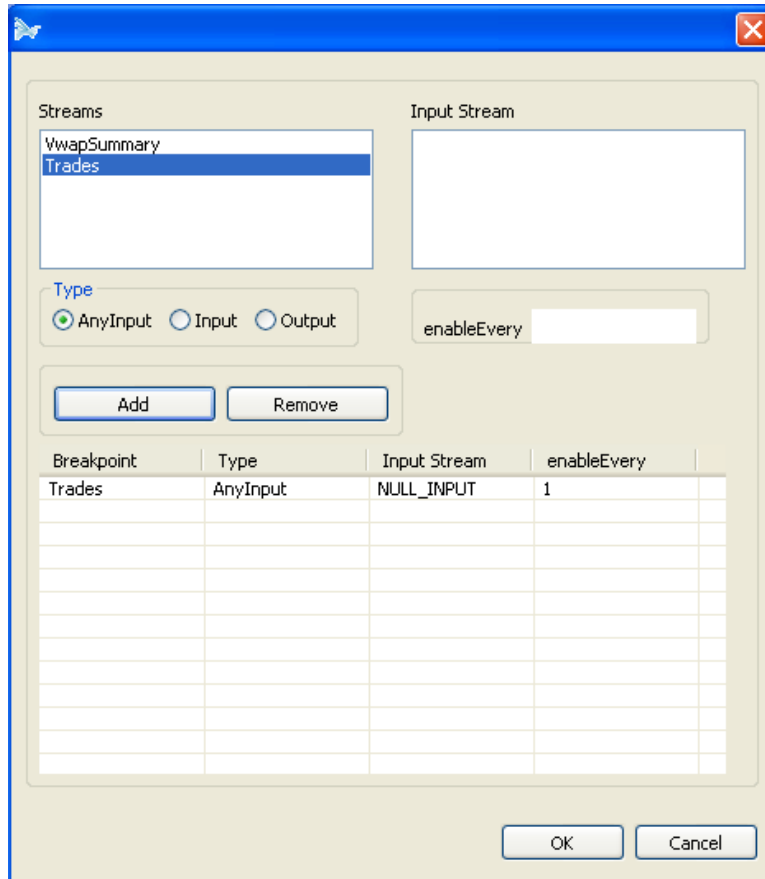 Streams
Input Stream
VwapSummary
Trades
Type
AnyInput Input Output
enableEvery
Add Remove
Breakpoint Type Input Stream enableEvery
Trades AnyInput NULL_INPUT 1
OK Cancel